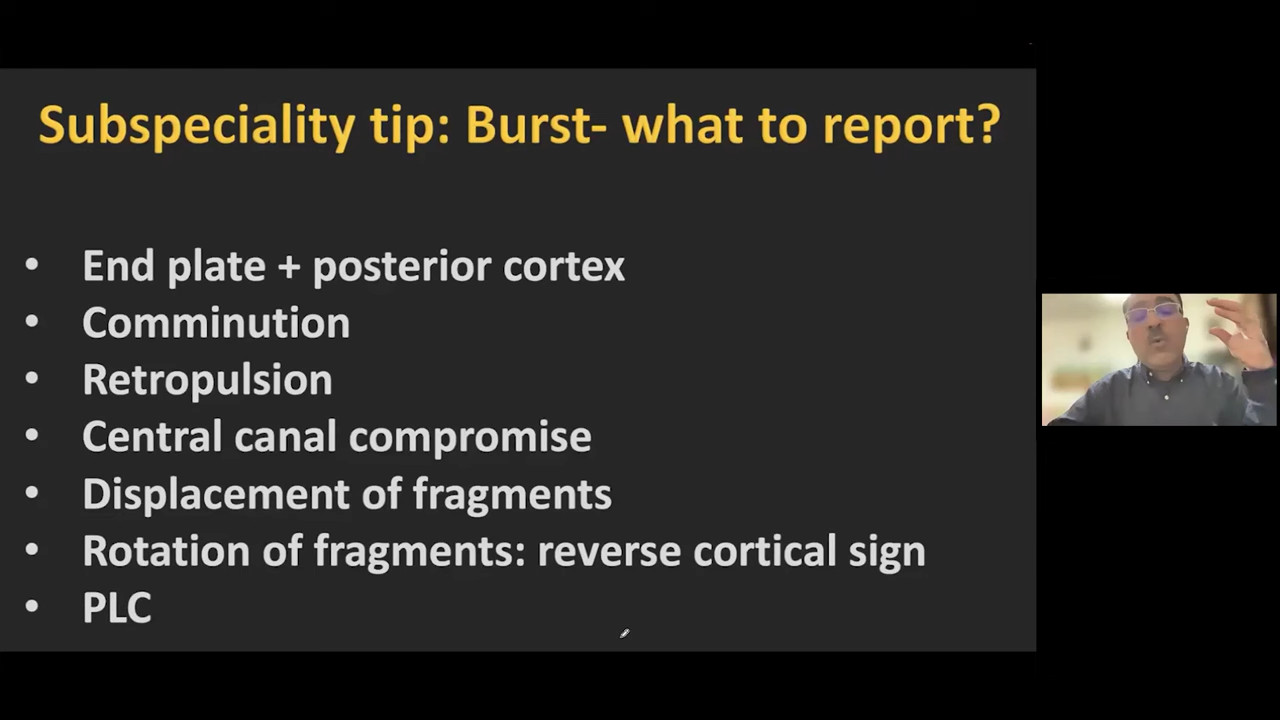 Subspeciality tip: Burst- what to report?
• End plate + posterior cortex
• Comminution
• Retropulsion
• Central canal compromise
• Displacement of fragments
• Rotation of fragments: reverse cortical sign
• PLC